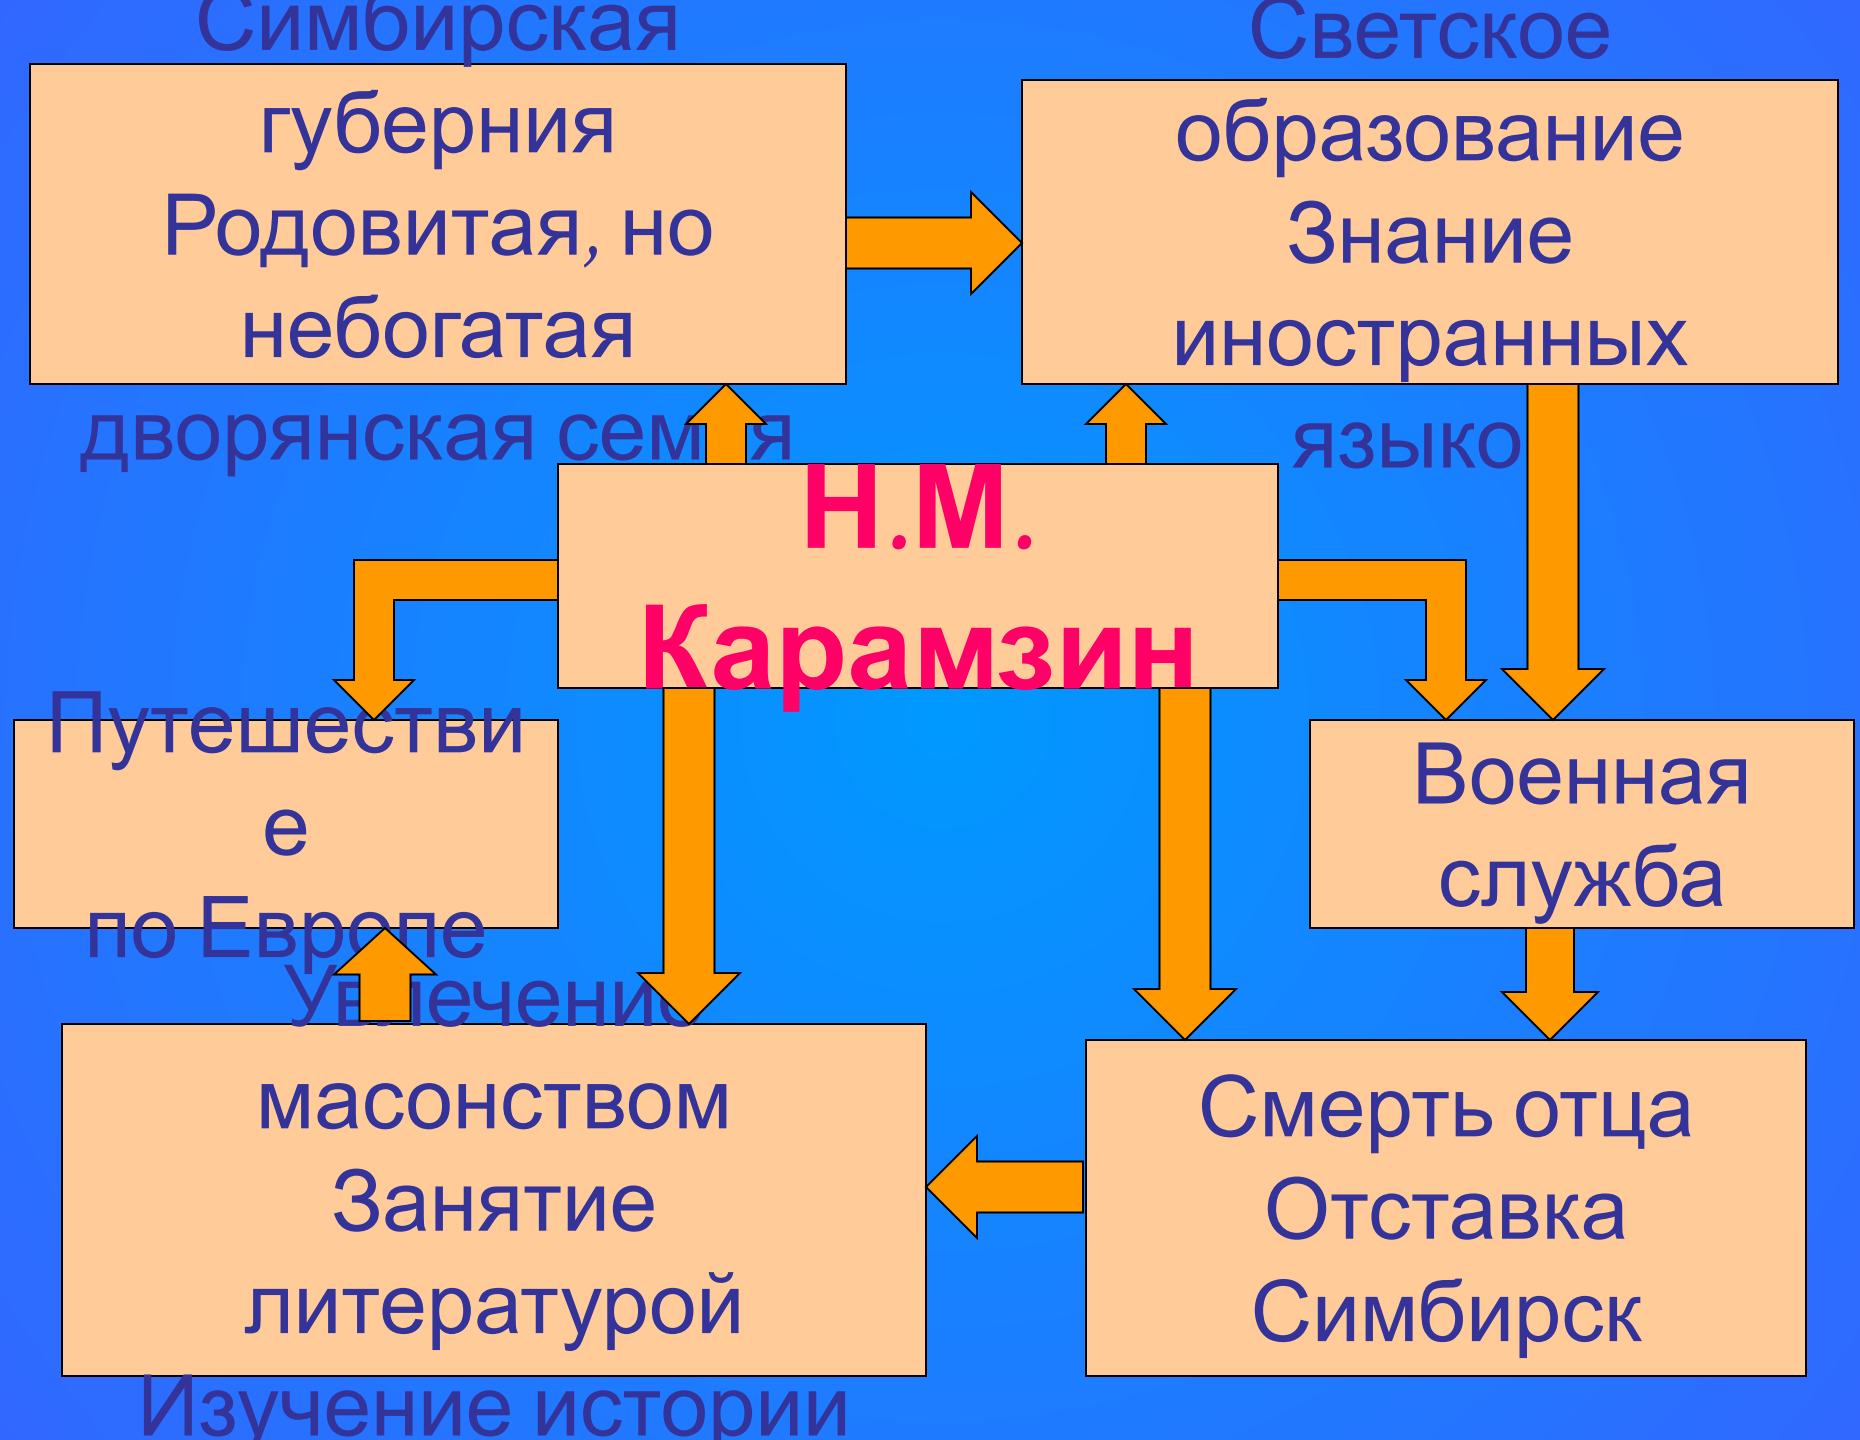 Симбирская
губерния
Родовитая, но
небогатая
дворянская семья
Светское
образование
Знание
иностранных
языко
Н.М.
Карамзин
Путешестви
е
по Европе
Военная
служба
Увлечение
масонством
Занятие
литературой
Изучение истории
Смерть отца
Отставка
Симбирск